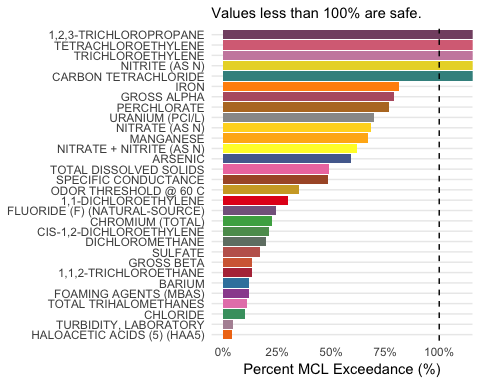 Values less than 100% are safe.
1,2,3-TRICHLOROPROPANE
TETRACHLOROETHYLENE
TRICHLOROETHYLENE
NITRITE (AS N)
CARBON TETRACHLORIDE
IRON
GROSS ALPHA
PERCHLORATE
URANIUM (PCI/L)
NITRATE (AS N)
MANGANESE
NITRATE + NITRITE (AS N)
ARSENIC
TOTAL DISSOLVED SOLIDS
SPECIFIC CONDUCTANCE
ODOR THRESHOLD @ 60 C
1,1-DICHLOROETHYLENE
FLUORIDE (F) (NATURAL-SOURCE)
CHROMIUM (TOTAL)
CIS-1,2-DICHLOROETHYLENE
DICHLOROMETHANE
SULFATE
GROSS BETA
1,1,2-TRICHLOROETHANE
BARIUM
FOAMING AGENTS (MBAS)
TOTAL TRIHALOMETHANES
CHLORIDE
TURBIDITY, LABORATORY
HALOACETIC ACIDS (5) (HAA5)
0% 25% 50% 75% 100%
Percent MCL Exceedance (%)